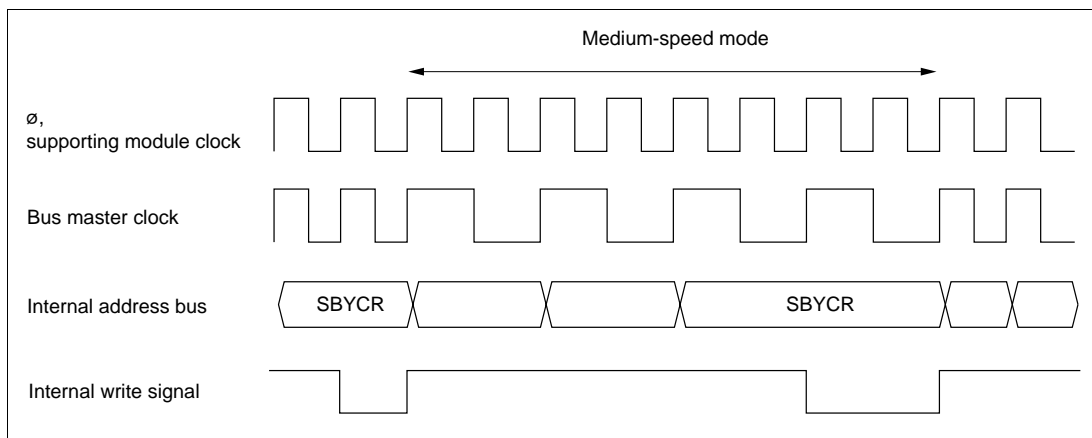 Medium-speed mode
ø,
supporting module clock
Bus master clock
Internal address bus
SBYCR
SBYCR
Internal write signal